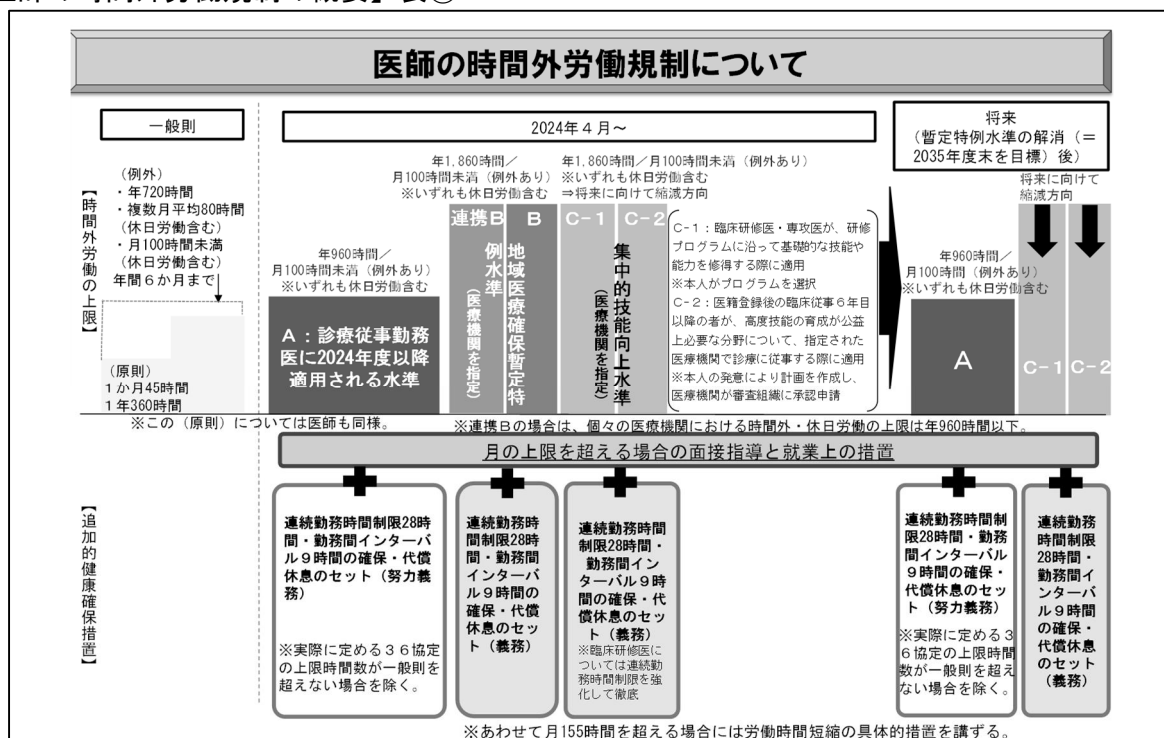 医師の時間外労働規制について
一般則
2024年4月～
将来
(暫定特例水準の解消(=
2035年度末を目標)後)
【時間外労働の上限】
(例外)
・年720時間
・複数月平均80時間
(休日労働含む)
・月100時間未満
(休日労働含む)
年間6か月まで
(原則)
1か月45時間
1年360時間
※この(原則)については医師も同様。
年960時間/
月100時間未満(例外あり)
※いずれも休日労働含む
A:診療従事勤務
医に2024年度以降
適用される水準
年1,860時間/
月100時間未満(例外あり)
※いずれも休日労働含む
連携B
B
地域医療確保暫定特
例水準
(医療機関を指定)
年1,860時間/月100時間未満(例外あり)
※いずれも休日労働含む
⇒将来に向けて縮減方向
C-1
C-2
集中的技能向上水準
(医療機関を指定)
C-1:臨床研修医・専攻医が、研修
プログラムに沿って基礎的な技能や
能力を修得する際に適用
※本人がプログラムを選択
C-2:医籍登録後の臨床従事6年目
以降の者が、高度技能の育成が公益
上必要な分野について、指定された
医療機関で診療に従事する際に適用
※本人の発意により計画を作成し、
医療機関が審査組織に承認申請
将来に向けて
縮減方向
年960時間/
月100時間(例外あり)
※いずれも休日労働含む
A
C-1
C-2
※連携Bの場合は、個々の医療機関における時間外・休日労働の上限は年960時間以下。
月の上限を超える場合の面接指導と就業上の措置
【追加的健康確保措置】
連続勤務時間制限28時
間・勤務間インターバ
ル9時間の確保・代償
休息のセット(努力義
務)
※実際に定める36協定
の上限時間数が一般則を
超えない場合を除く。
連続勤務時間制
間制限28時
間・勤務間
インターバ
ル9時間の
確保・代償
休息のセッ
ト(義務)
連続勤務時間
制限28時間・
勤務間イン
ターバル9時
間の確保・代
償休息のセッ
ト(義務)
※臨床研修医に
ついては連続勤
務時間制限を強
化して徹底
連続勤務時間制
限28時間・勤務
間インターバル
9時間の確保・
代償休息のセッ
ト(努力義務)
※実際に定める3
6協定の上限時間
数が一般則を超え
ない場合を除く。
連続勤務
時間制限
28時間・
勤務間イ
ンターバ
ル9時間
の確保・
代償休息
のセット
(義務)
※あわせて月155時間を超える場合には労働時間短縮の具体的措置を講ずる。